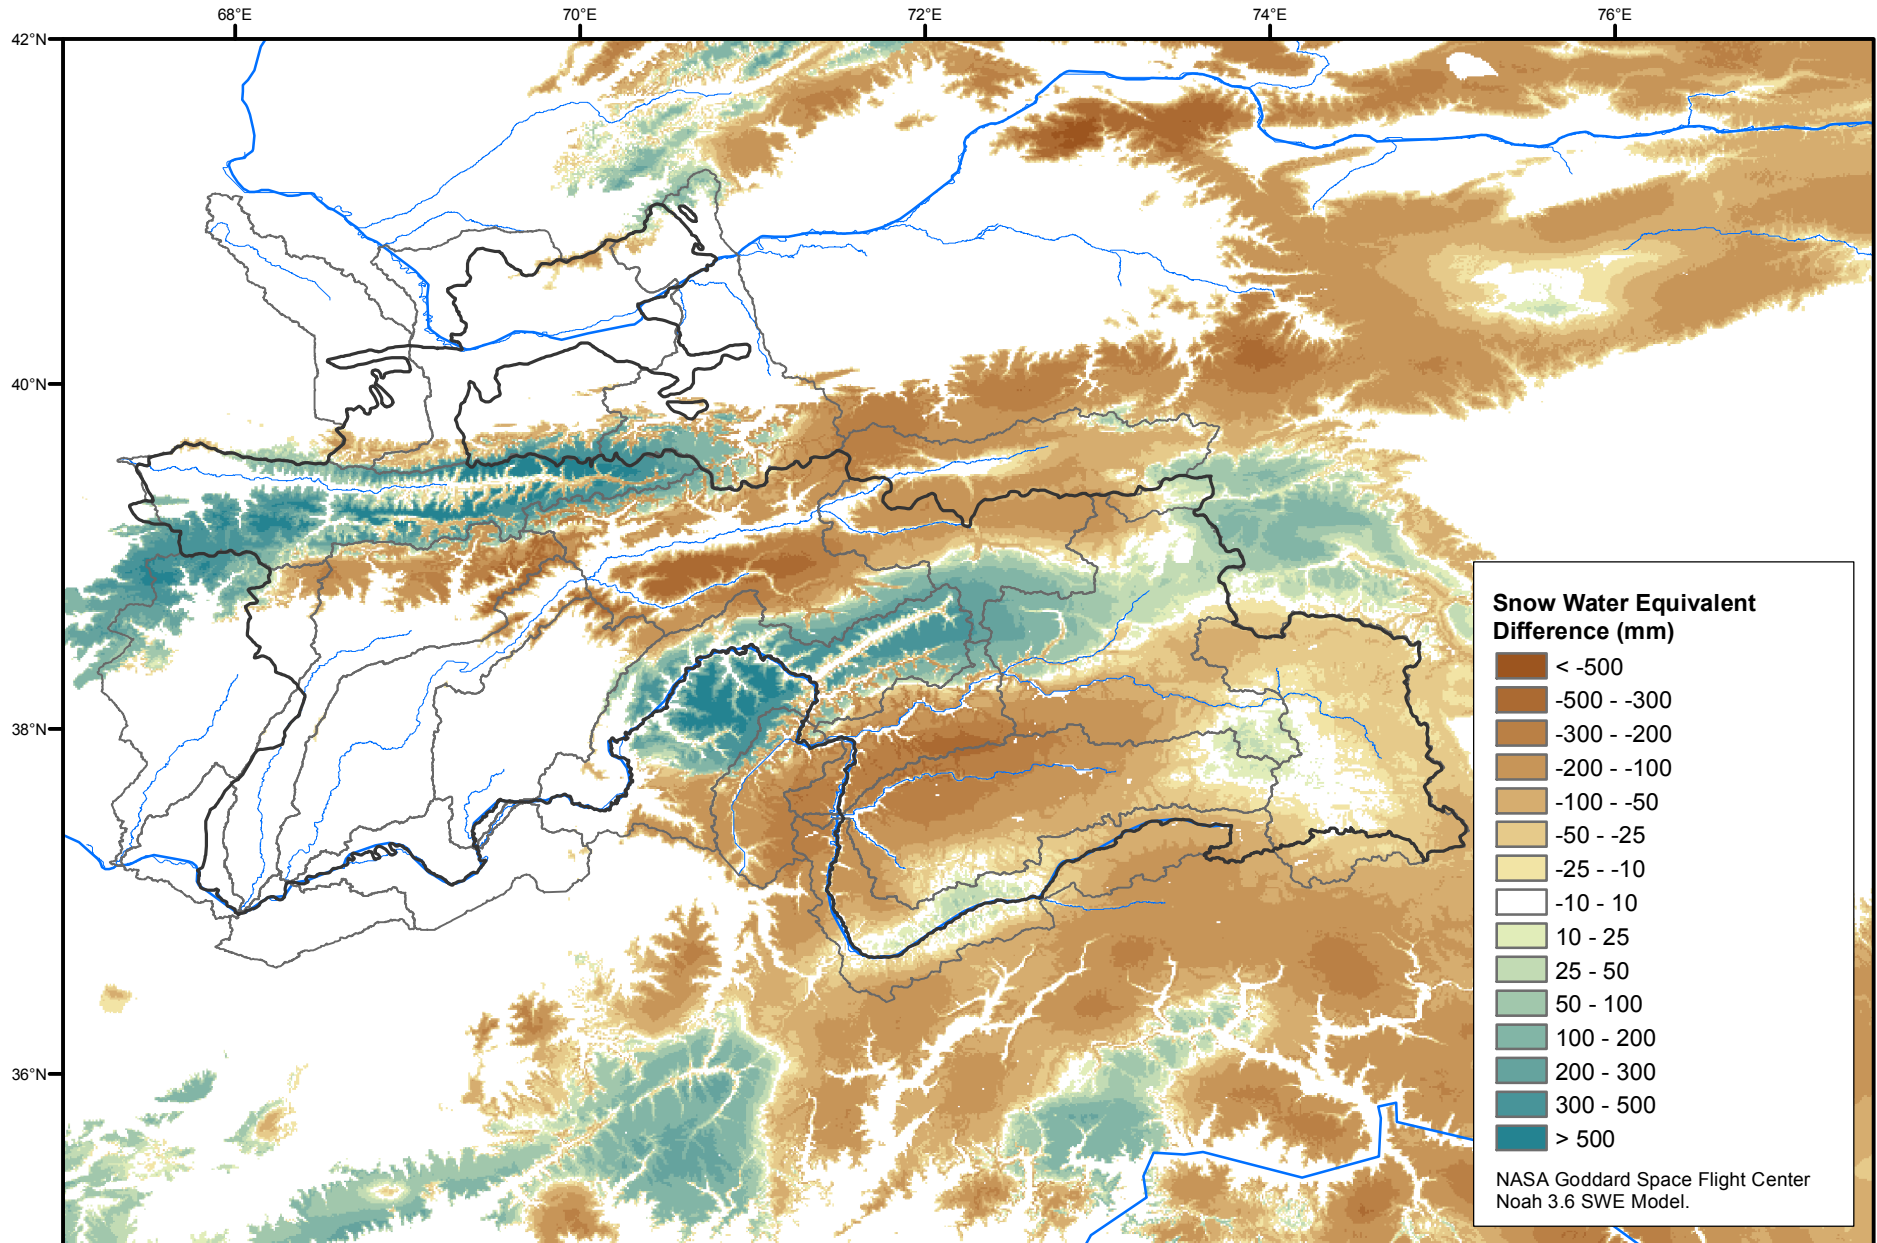 68°E 70°E 72°E 74°E 76°E
42°N
40°N
38°N
36°N
Snow Water Equivalent
Difference (mm)
< -500
-500 - -300
-300 - -200
-200 - -100
-100 - -50
-50 - -25
-25 - -10
-10 - 10
10 - 25
25 - 50
50 - 100
100 - 200
200 - 300
300 - 500
> 500
NASA Goddard Space Flight Center
Noah 3.6 SWE Model.